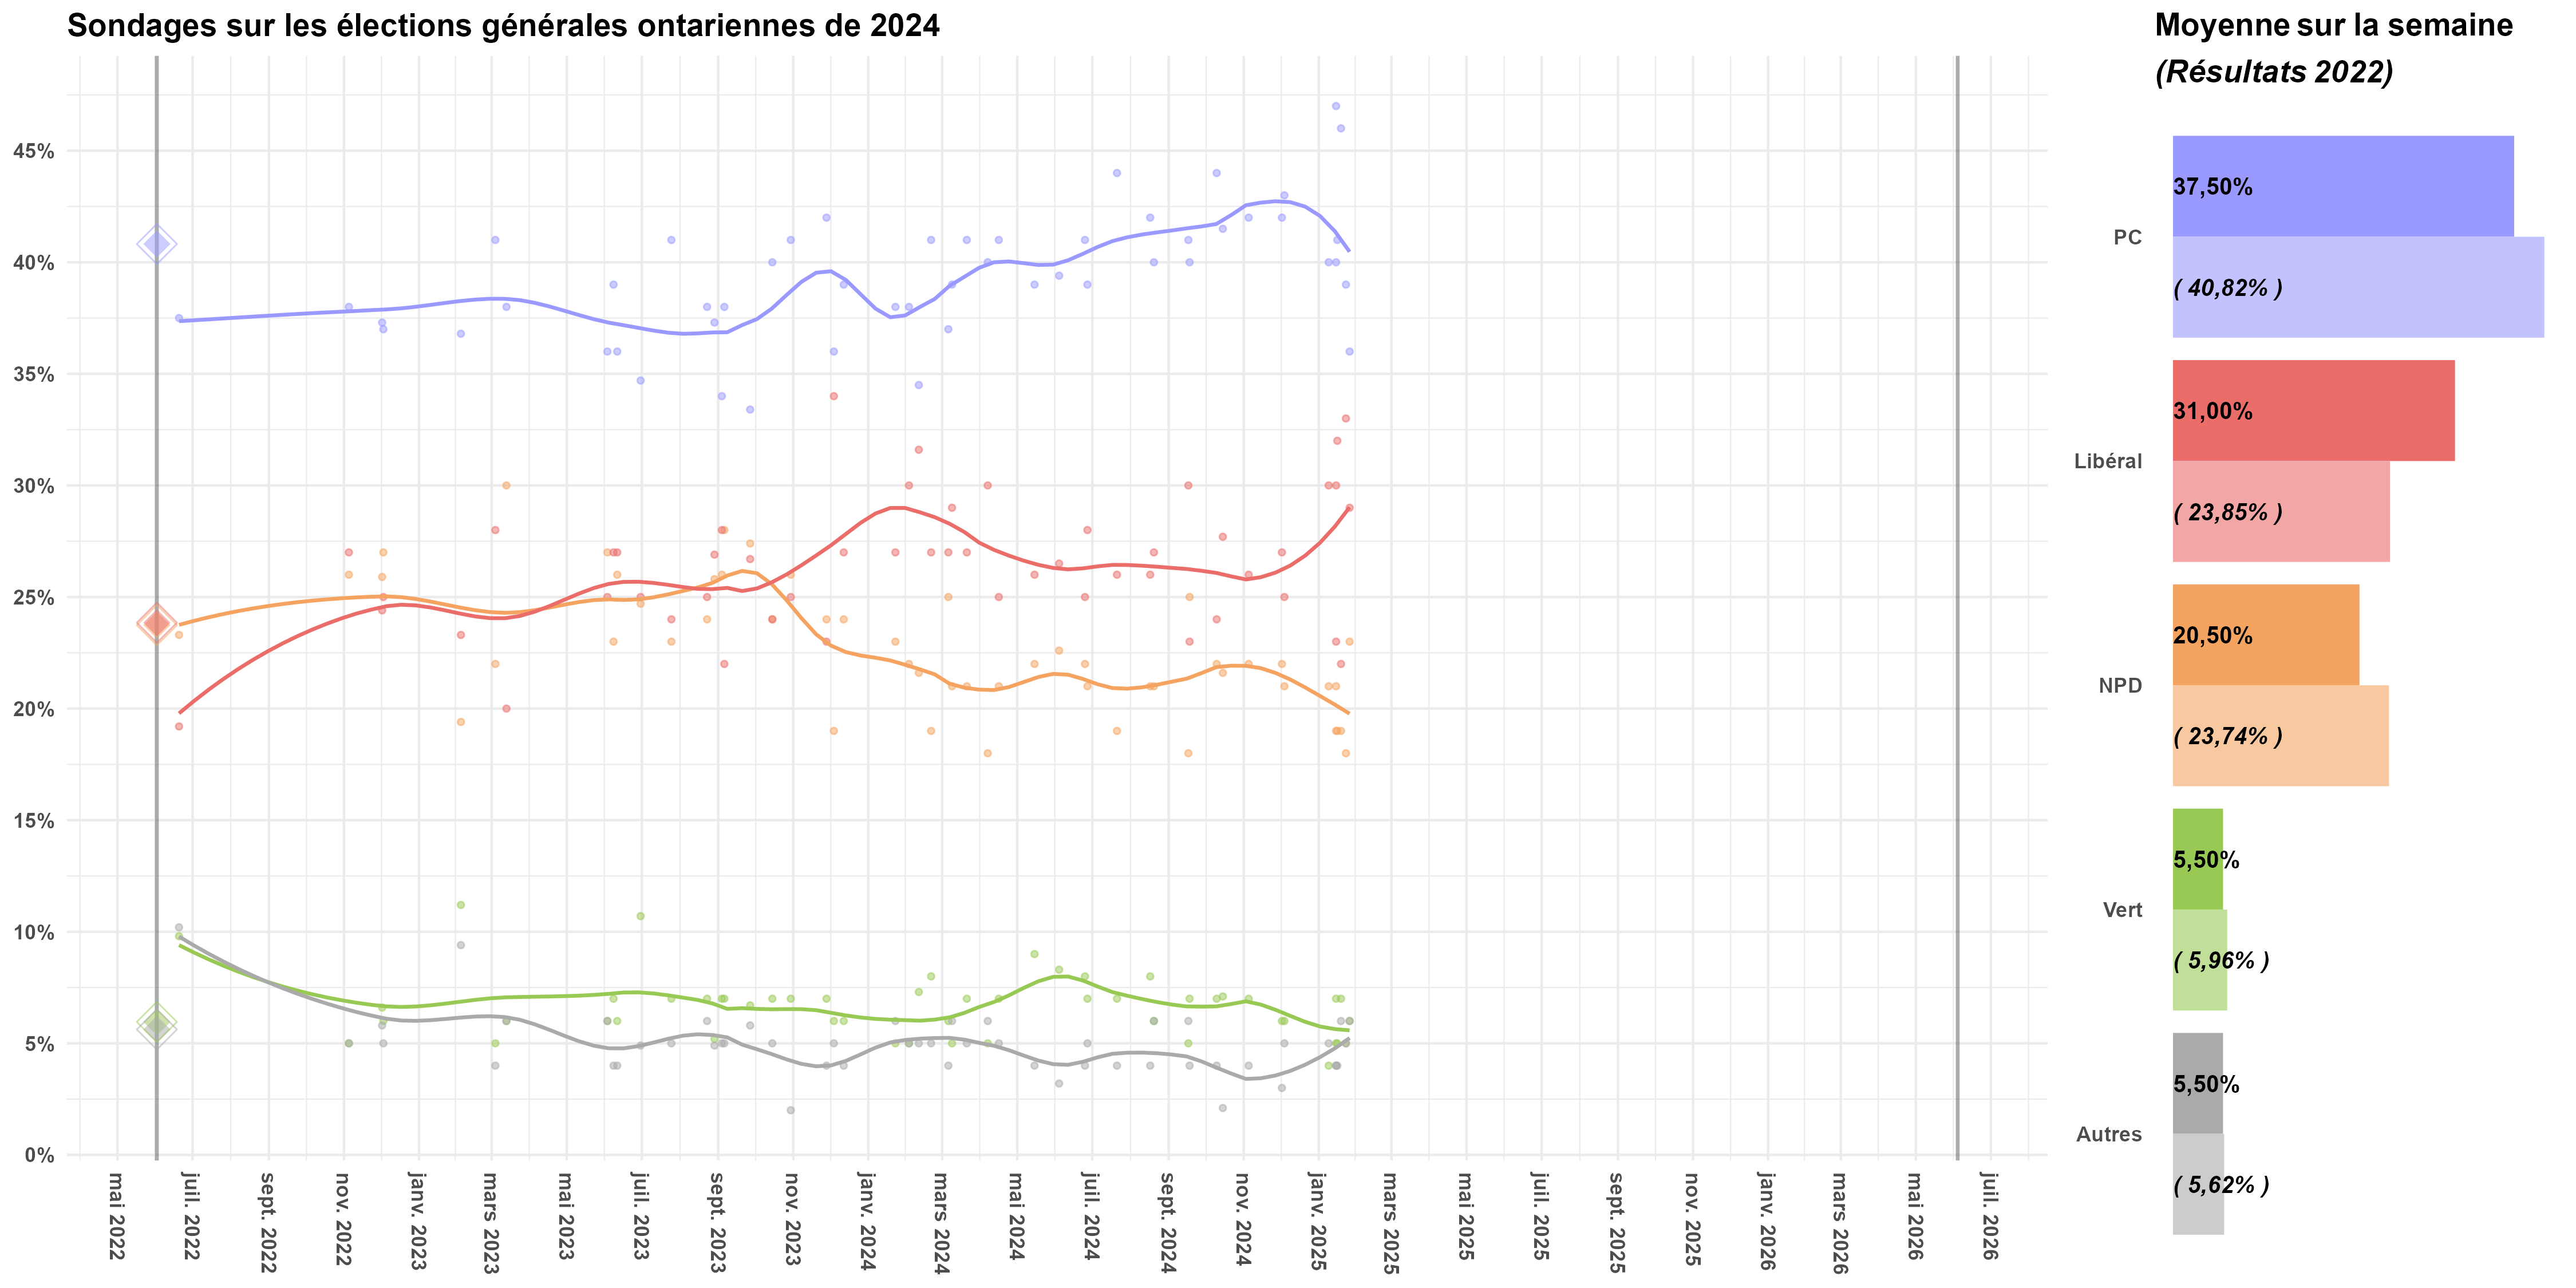 Sondages sur les élections générales ontariennes de 2024
Moyenne sur la semaine
(Résultats 2022)
45%
40%
35%
30%
25%
20%
15%
10%
5%
0%
mai 2022
juil. 2022
sept. 2022
nov. 2022
janv. 2023
mars 2023
mai 2023
juil. 2023
sept. 2023
nov. 2023
janv. 2024
mars 2024
mai 2024
juil. 2024
sept. 2024
nov. 2024
janv. 2025
mars 2025
mai 2025
juil. 2025
sept. 2025
nov. 2025
janv. 2026
mars 2026
mai 2026
juil. 2026
PC
37,50%
( 40,82% )
Libéral
31,00%
( 23,85% )
NPD
20,50%
( 23,74% )
Vert
5,50%
( 5,96% )
Autres
5,50%
( 5,62% )